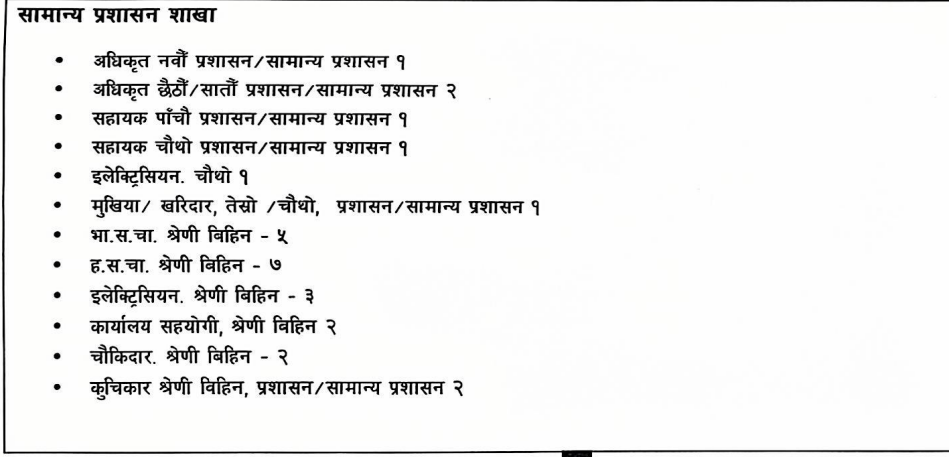 सामान्य प्रशासन शाखा
• अधिकृत नवौं प्रशासन/सामान्य प्रशासन १
• अधिकृत छैठौं/सातौं प्रशासन/सामान्य प्रशासन २
• सहायक पाँचौ प्रशासन/सामान्य प्रशासन १
• सहायक चौथो प्रशासन/सामान्य प्रशासन १
• इलेक्ट्रिसियन. चौथो १
• मुखिया/ खरिदार, तेस्रो /चौथो, प्रशासन/सामान्य प्रशासन १
• भा.स.चा. श्रेणी विहिन - ५
• ह.स.चा. श्रेणी विहिन - ७
• इलेक्ट्रिसियन. श्रेणी विहिन - ३
• कार्यालय सहयोगी, श्रेणी विहिन २
• चौकिदार. श्रेणी विहिन - २
• कुचिकार श्रेणी विहिन, प्रशासन/सामान्य प्रशासन २